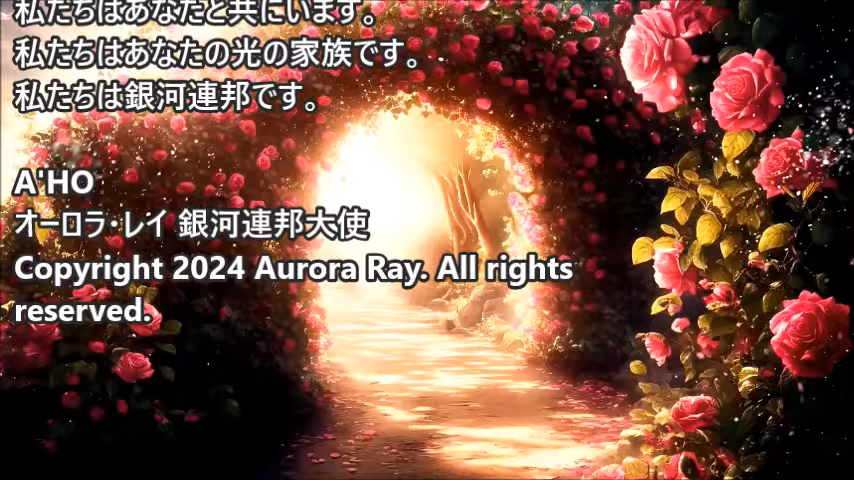 私たちはあなたと共にいます。
私たちはあなたの光の家族です。
私たちは銀河連邦です。
A'HO
オーロラ・レイ 銀河連邦大使
Copyright 2024 Aurora Ray. All rights
reserved.